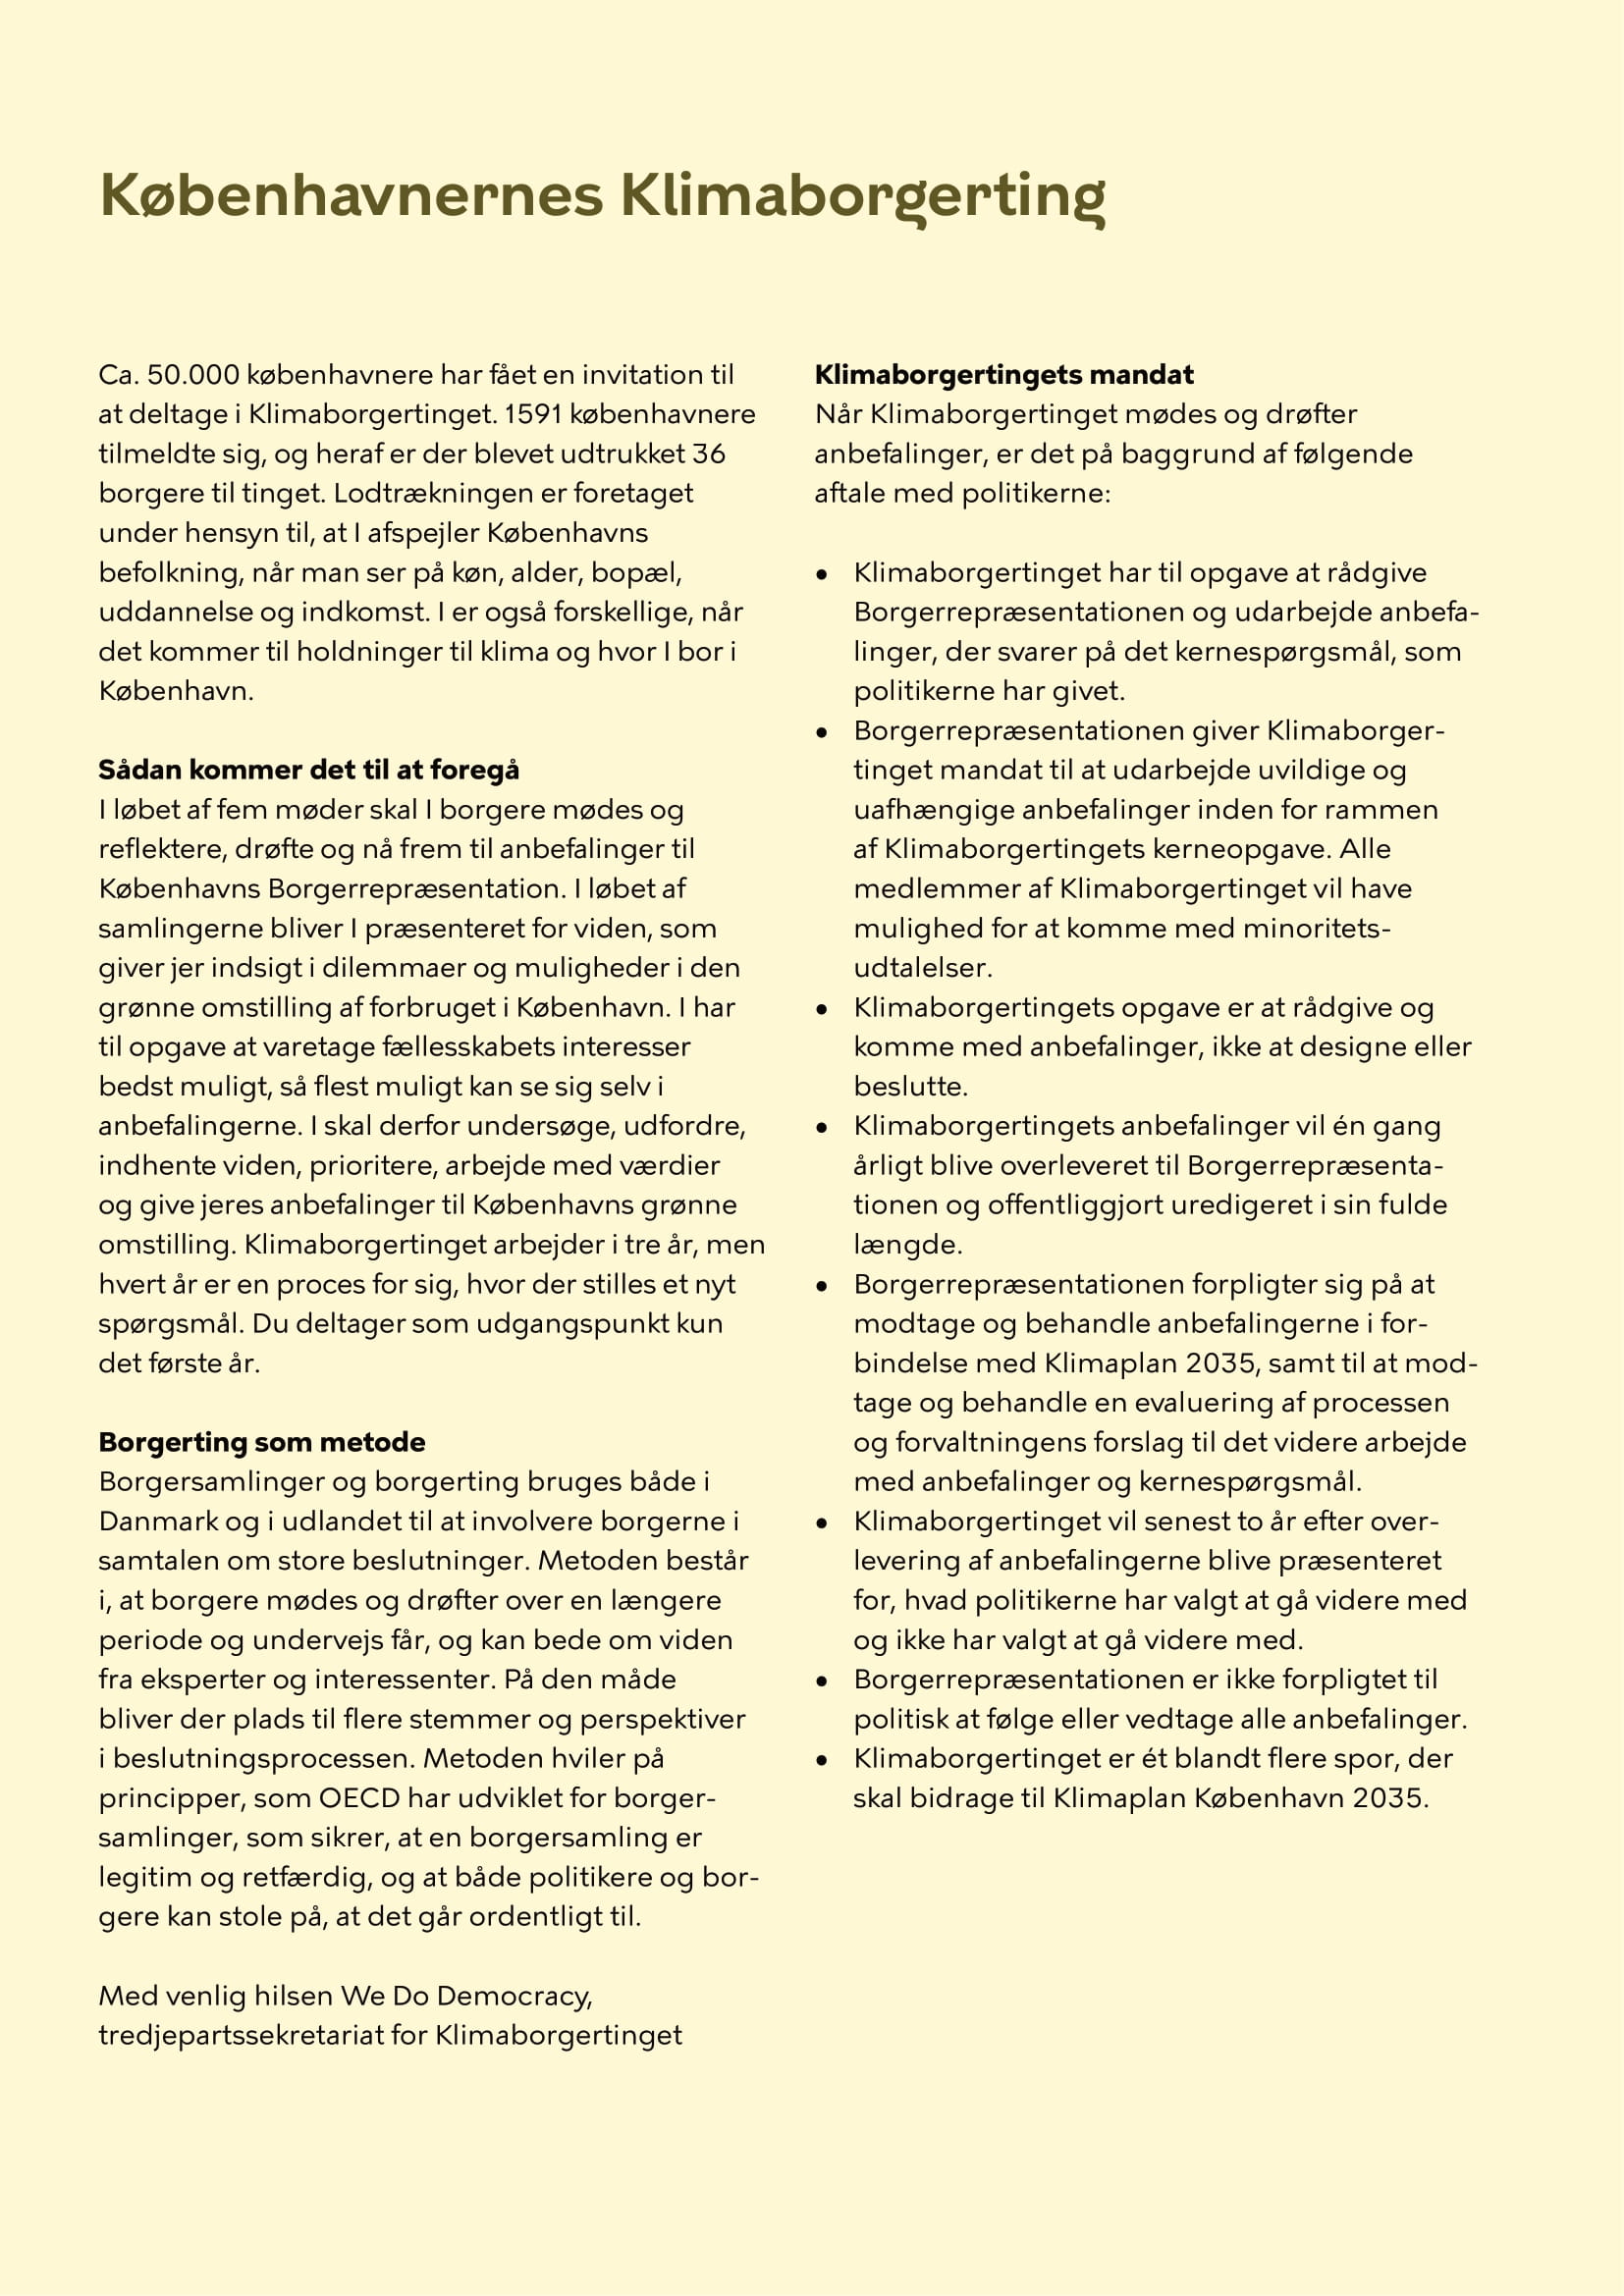 Københavnernes Klimaborgerting
Ca. 50.000 københavnere har fået en invitation til
at deltage i Klimaborgertinget. 1591 københavnere
tilmeldte sig, og heraf er der blevet udtrukket 36
borgere til tinget. Lodtrækningen er foretaget
under hensyn til, at I afspejler Københavns
befolkning, når man ser på køn, alder, bopæl,
uddannelse og indkomst. I er også forskellige, når
det kommer til holdninger til klima og hvor I bor i
København.
Sådan kommer det til at foregå
I løbet af fem møder skal I borgere mødes og
reflektere, drøfte og nå frem til anbefalinger til
Københavns Borgerrepræsentation. I løbet af
samlingerne bliver I præsenteret for viden, som
giver jer indsigt i dilemmaer og muligheder i den
grønne omstilling af forbruget i København. I har
til opgave at varetage fællesskabets interesser
bedst muligt, så flest muligt kan se sig selv i
anbefalingerne. I skal derfor undersøge, udfordre,
indhente viden, prioritere, arbejde med værdier
og give jeres anbefalinger til Københavns grønne
omstilling. Klimaborgertinget arbejder i tre år, men
hvert år er en proces for sig, hvor der stilles et nyt
spørgsmål. Du deltager som udgangspunkt kun
det første år.
Borgerting som metode
Borgersamlinger og borgerting bruges både i
Danmark og i udlandet til at involvere borgerne i
samtalen om store beslutninger. Metoden består
i, at borgere mødes og drøfter over en længere
periode og undervejs får, og kan bede om viden
fra eksperter og interessenter. På den måde
bliver der plads til flere stemmer og perspektiver
i beslutningsprocessen. Metoden hviler på
principper, som OECD har udviklet for borger-
samlinger, som sikrer, at en borgersamling er
legitim og retfærdig, og at både politikere og bor-
gere kan stole på, at det går ordentligt til.
Med venlig hilsen We Do Democracy,
tredjepartssekretariat for Klimaborgertinget
Klimaborgertingets mandat
Når Klimaborgertinget mødes og drøfter
anbefalinger, er det på baggrund af følgende
aftale med politikerne:
• Klimaborgertinget har til opgave at rådgive
Borgerrepræsentationen og udarbejde anbefa-
linger, der svarer på det kernespørgsmål, som
politikerne har givet.
• Borgerrepræsentationen giver Klimaborger-
tinget mandat til at udarbejde uvildige og
uafhængige anbefalinger inden for rammen
af Klimaborgertingets kerneopgave. Alle
medlemmer af Klimaborgertinget vil have
mulighed for at komme med minoritets-
udtalelser.
• Klimaborgertingets opgave er at rådgive og
komme med anbefalinger, ikke at designe eller
beslutte.
• Klimaborgertingets anbefalinger vil én gang
årligt blive overleveret til Borgerrepræsenta-
tionen og offentliggjort uredigeret i sin fulde
længde.
• Borgerrepræsentationen forpligter sig på at
modtage og behandle anbefalingerne i for-
bindelse med Klimaplan 2035, samt til at mod-
tage og behandle en evaluering af processen
og forvaltningens forslag til det videre arbejde
med anbefalinger og kernespørgsmål.
• Klimaborgertinget vil senest to år efter over-
levering af anbefalingerne blive præsenteret
for, hvad politikerne har valgt at gå videre med
og ikke har valgt at gå videre med.
• Borgerrepræsentationen er ikke forpligtet til
politisk at følge eller vedtage alle anbefalinger.
• Klimaborgertinget er ét blandt flere spor, der
skal bidrage til Klimaplan København 2035.